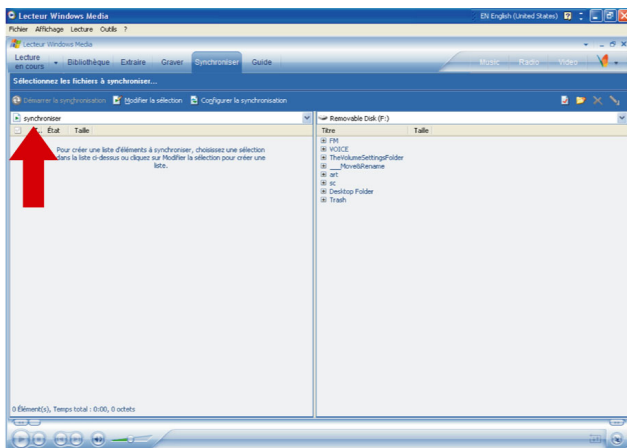 Lecteur Windows Media
EN English (United States)
Fichier Affichage Lecture Outils ?
Lecteur Windows Media
Lecture
en cours
Bibliothèque Extraire Graver Synchroniser Guide
Music Radio Video
Sélectionnez les fichiers à synchroniser...
Démarrer la synchronisation Modifier la sélection Configurer la synchronisation
synchroniser
Removable Disk (F:)
État Taille
Titre Taille
Pour créer une liste d'éléments à synchroniser, choisissez une sélection
dans la liste ci-dessus ou cliquez sur Modifier la sélection pour créer une
liste.
FM
VOICE
TheVolumeSettingsFolder
___Move&Rename
art
sc
Desktop Folder
Trash
0 Élément(s), Temps total : 0:00, 0 octets